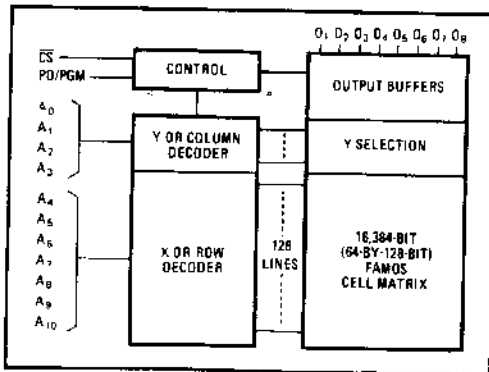 O₁ O₂ O₃ O₄ O₅ O₆ O₇ O₈
C̅S̅
PD/PGM
CONTROL
OUTPUT BUFFERS
A₀
A₁
A₂
A₃
Y OR COLUMN
DECODER
Y SELECTION
A₄
A₅
A₆
A₇
A₈
A₉
A₁₀
X OR ROW
DECODER
128
LINES
16,384-BIT
(64-BY-128-BIT)
FAMOS
CELL MATRIX